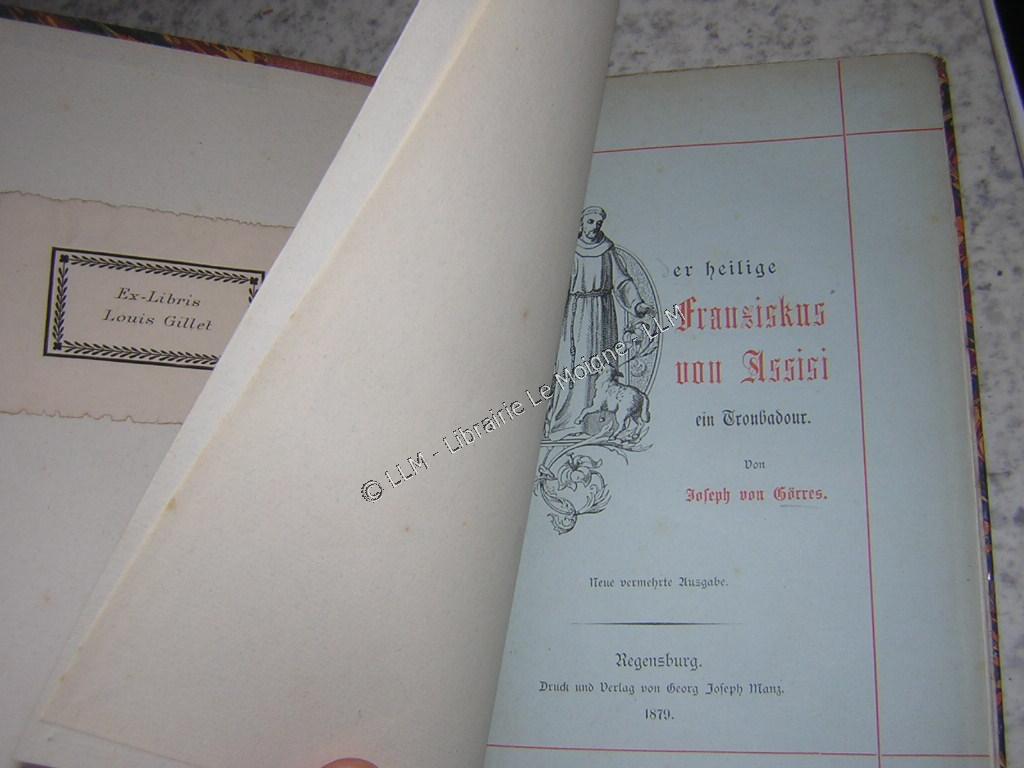 Ex-Libris
Louis Gillet
er heilige
Franziskus
von Assisi
ein Troubadour.
Von
Joseph von Görres.
Neue vermehrte Ausgabe.
Regensburg.
Druck und Verlag von Georg Joseph Manz.
1879.
© LLM - Librairie Le Moigne - LLM